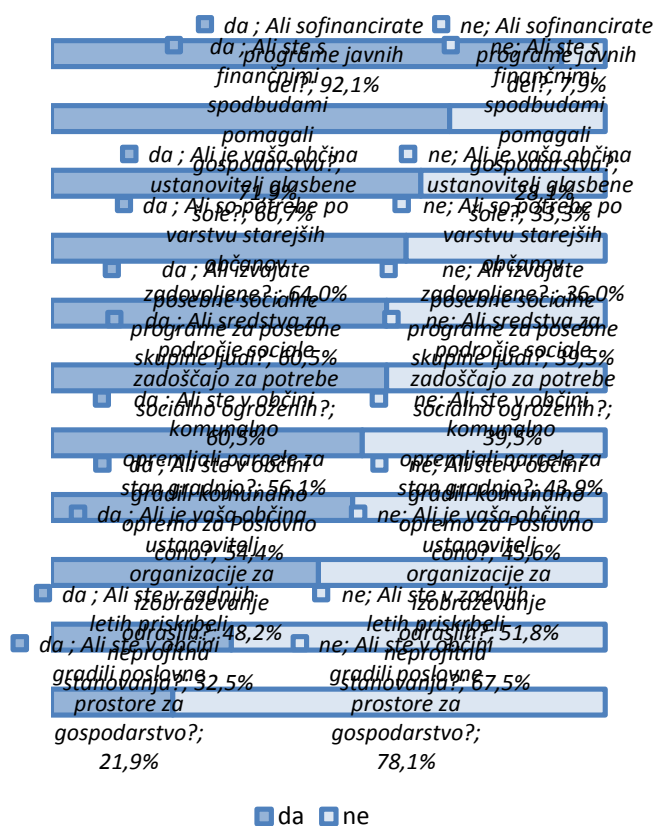 da ; Ali sofinancirate
programe javnih
del?; 92,1%
ne; Ali sofinancirate
programe javnih
del?; 7,9%
da ; Ali ste s
finančnimi
spodbudami
pomagali
gospodarstvu?;
71,9%
ne; Ali ste s
finančnimi
spodbudami
pomagali
gospodarstvu?;
28,1%
da ; Ali je vaša občina
ustanovitelj glasbene
šole?; 66,7%
ne; Ali je vaša občina
ustanovitelj glasbene
šole?; 33,3%
da ; Ali so potrebe po
varstvu starejših
občanov
zadovoljene?; 64,0%
ne; Ali so potrebe po
varstvu starejših
občanov
zadovoljene?; 36,0%
da ; Ali izvajate
posebne socialne
programe za posebne
skupine ljudi?; 60,5%
ne; Ali izvajate
posebne socialne
programe za posebne
skupine ljudi?; 39,5%
da ; Ali sredstva za
področje sociale
zadoščajo za potrebe
socialno ogroženih?;
60,5%
ne; Ali sredstva za
področje sociale
zadoščajo za potrebe
socialno ogroženih?;
39,5%
da ; Ali ste v občini
komunalno
opremljali parcele za
stan.gradnjo?; 56,1%
ne; Ali ste v občini
komunalno
opremljali parcele za
stan.gradnjo?; 43,9%
da ; Ali ste v občini
gradili komunalno
opremo za Poslovno
cono?; 54,4%
ne; Ali ste v občini
gradili komunalno
opremo za Poslovno
cono?; 45,6%
da ; Ali je vaša občina
ustanovitelj
organizacije za
izobraževanje
odraslih?; 48,2%
ne; Ali je vaša občina
ustanovitelj
organizacije za
izobraževanje
odraslih?; 51,8%
da ; Ali ste v zadnjih
letih priskrbeli
neprofitna
stanovanja?; 32,5%
ne; Ali ste v zadnjih
letih priskrbeli
neprofitna
stanovanja?; 67,5%
da ; Ali ste v občini
gradili poslovne
prostore za
gospodarstvo?;
21,9%
ne; Ali ste v občini
gradili poslovne
prostore za
gospodarstvo?;
78,1%
da ne